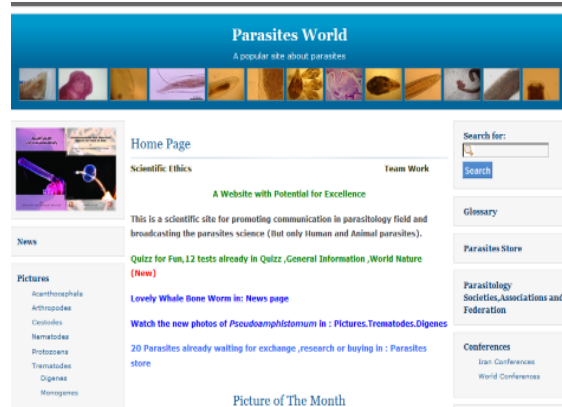 Parasites World
A popular site about parasites
News
Pictures
Acanthocephala
Arthropodes
Cestodes
Nematodes
Protozoans
Trematodes
Digenes
Monogenes
Home Page
Scientific Ethics Team Work
A Website with Potential for Excellence
This is a scientific site for promoting communication in parasitology field and
broadcasting the parasites science (But only Human and Animal parasites).
Quizz for Fun,12 tests already in Quizz ,General Information ,World Nature
(New)
Lovely Whale Bone Worm in: News page
Watch the new photos of Pseudoamphistomum in : Pictures.Trematodes.Digenes
20 Parasites already waiting for exchange ,research or buying in : Parasites
store
Picture of The Month
Search for:
Search
Glossary
Parasites Store
Parasitology
Societies,Associations and
Federation
Conferences
Iran Conferences
World Conferences